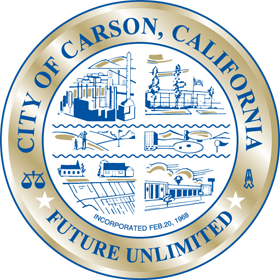 CITY OF CARSON, CALIFORNIA
INCORPORATED FEB.20, 1968
FUTURE UNLIMITED